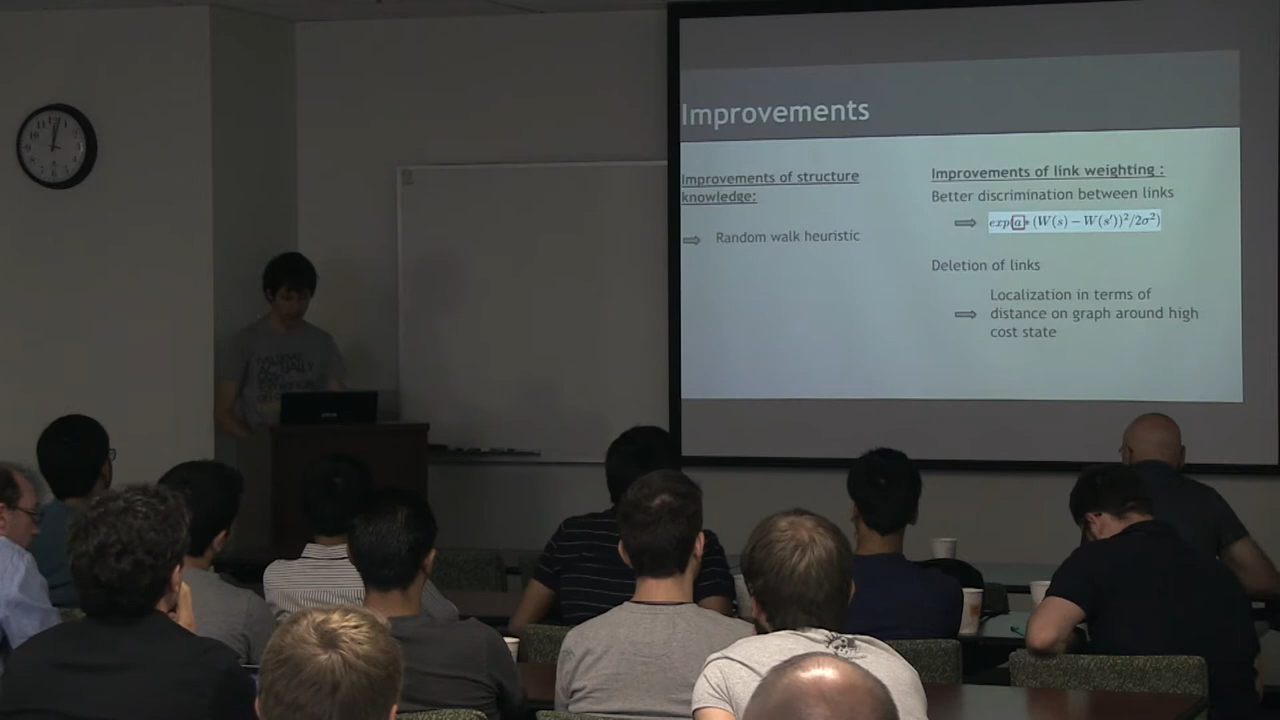 Improvements
Improvements of structure
knowledge:
Random walk heuristic
Improvements of link weighting :
Better discrimination between links
exp(a*(W(s) − W(s′))²/2σ²)
Deletion of links
Localization in terms of
distance on graph around high
cost state